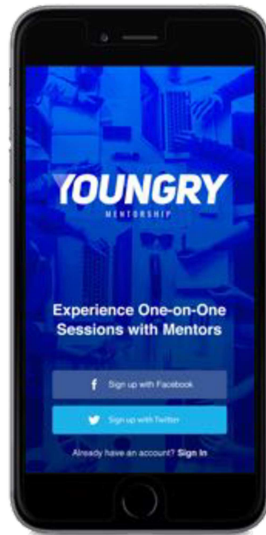 YOUNGRY
MENTORSHIP
Experience One-on-One
Sessions with Mentors
f Sign up with Facebook
Sign up with Twitter
Already have an account? Sign In